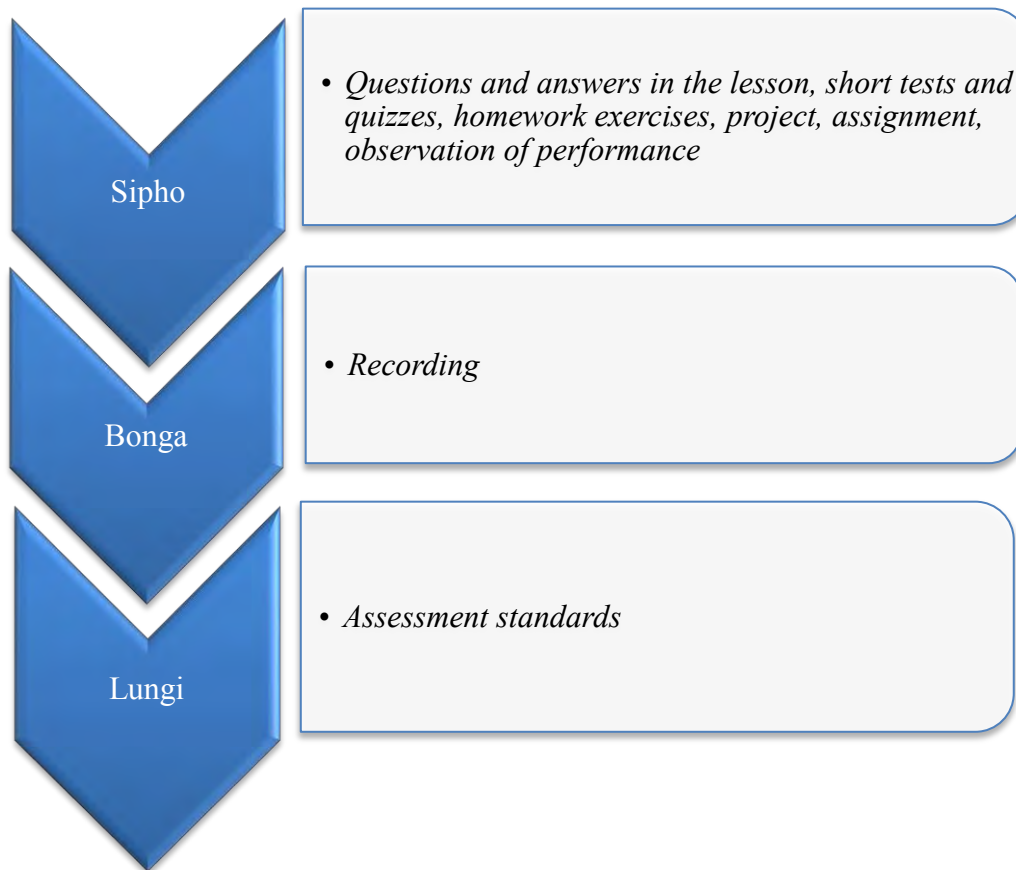 • Questions and answers in the lesson, short tests and
quizzes, homework exercises, project, assignment,
observation of performance
Sipho
• Recording
Bonga
• Assessment standards
Lungi